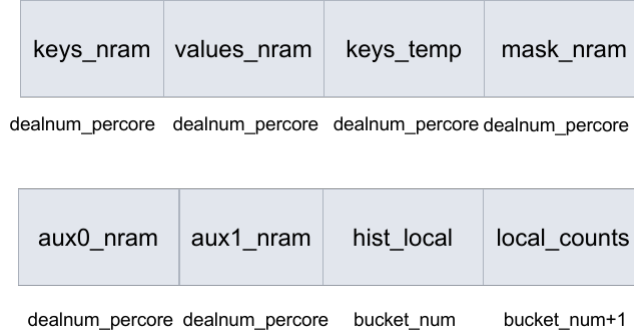 keys_nram values_nram keys_temp mask_nram
dealnum_percore dealnum_percore dealnum_percore dealnum_percore
aux0_nram aux1_nram hist_local local_counts
dealnum_percore dealnum_percore bucket_num bucket_num+1